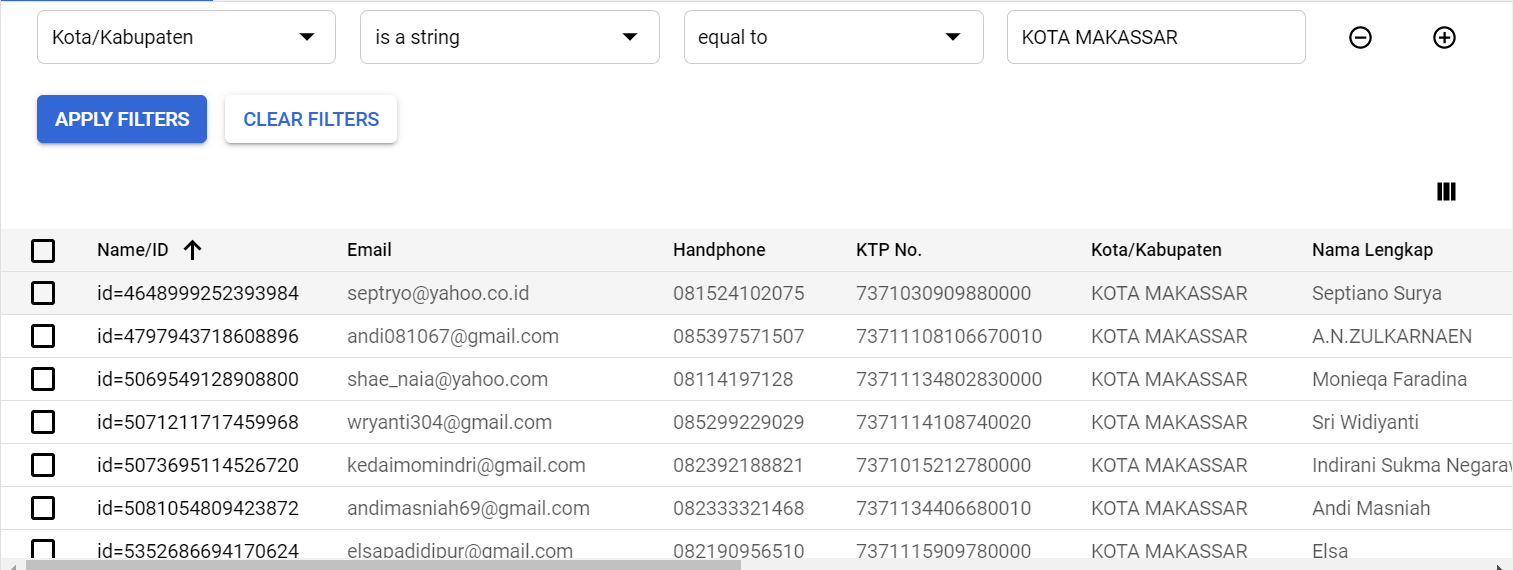 Kota/Kabupaten is a string equal to KOTA MAKASSAR
APPLY FILTERS CLEAR FILTERS
Name/ID Email Handphone KTP No. Kota/Kabupaten Nama Lengkap
id=4648999252393984 septryo@yahoo.co.id 081524102075 7371030909880000 KOTA MAKASSAR Septiano Surya
id=4797943718608896 andi081067@gmail.com 085397571507 73711108106670010 KOTA MAKASSAR A.N.ZULKARNAEN
id=5069549128908800 shae_naia@yahoo.com 08114197128 73711134802830000 KOTA MAKASSAR Monieqa Faradina
id=5071211717459968 wryanti304@gmail.com 085299229029 7371114108740020 KOTA MAKASSAR Sri Widiyanti
id=5073695114526720 kedaimomindri@gmail.com 082392188821 7371015212780000 KOTA MAKASSAR Indirani Sukma Negaraw
id=5081054809423872 andimasniah69@gmail.com 082333321468 7371134406680010 KOTA MAKASSAR Andi Masniah
id=5352686694170624 elsapadidipur@gmail.com 082190956510 7371115909780000 KOTA MAKASSAR Elsa